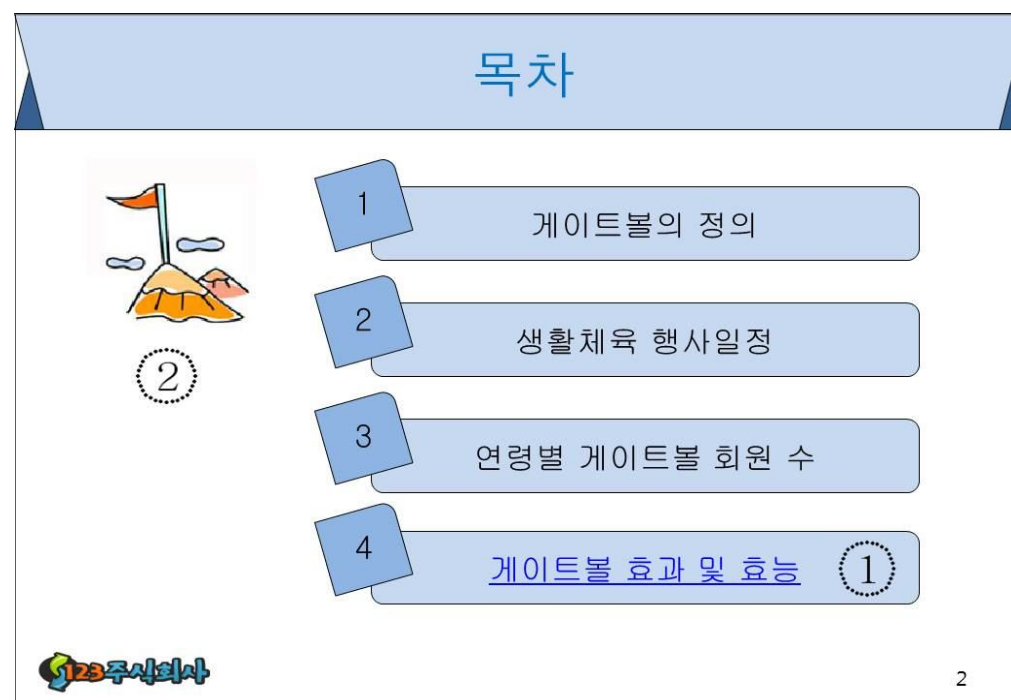 목차
1
게이트볼의 정의
2
생활체육 행사일정
②
3
연령별 게이트볼 회원 수
4
게이트볼 효과 및 효능
①
123주식회사
2